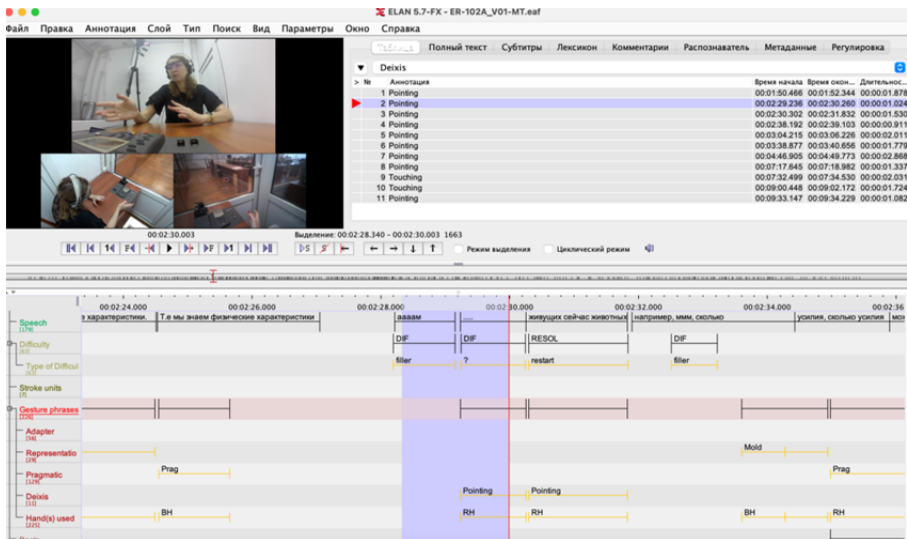 ELAN 5.7-FX - ER-102A_V01-MT.eaf
Файл Правка Аннотация Слой Тип Поиск Вид Параметры Окно Справка
Таблица Полный текст Субтитры Лексикон Комментарии Распознаватель Метаданные Регулировка
Deixis
> № Аннотация Время начала Время окон... Длительнос...
1 Pointing 00:01:50.466 00:01:52.344 00:00:01.878
2 Pointing 00:02:29.236 00:02:30.260 00:00:01.024
3 Pointing 00:02:30.302 00:02:31.832 00:00:01.530
4 Pointing 00:02:38.192 00:02:39.103 00:00:00.911
5 Pointing 00:03:04.215 00:03:06.226 00:00:02.011
6 Pointing 00:03:38.877 00:03:40.656 00:00:01.779
7 Pointing 00:04:46.905 00:04:49.773 00:00:02.868
8 Pointing 00:07:17.645 00:07:18.982 00:00:01.337
9 Touching 00:07:32.499 00:07:34.530 00:00:02.031
10 Touching 00:09:00.448 00:09:02.172 00:00:01.724
11 Pointing 00:09:33.147 00:09:34.229 00:00:01.082
00:02:30.003 Выделение: 00:02:28.340 - 00:02:30.003 1663
Режим выделения Циклический режим
00:02:24.000 00:02:26.000 00:02:28.000 00:02:30.000 00:02:32.000 00:02:34.000 00:02:36
Speech е характеристики. Т.е мы знаем физические характеристики аааам .... живущих сейчас животных например, ммм, сколько усилия, сколько усилия мож
Difficulty DIF DIF RESOL DIF
Type of Difficul filler ? restart filler
Stroke units
Gesture phrases
Adapter
Representatio Mold
Pragmatic Prag Prag
Deixis Pointing Pointing
[11]
Hand(s) used BH RH RH BH RH
[225]